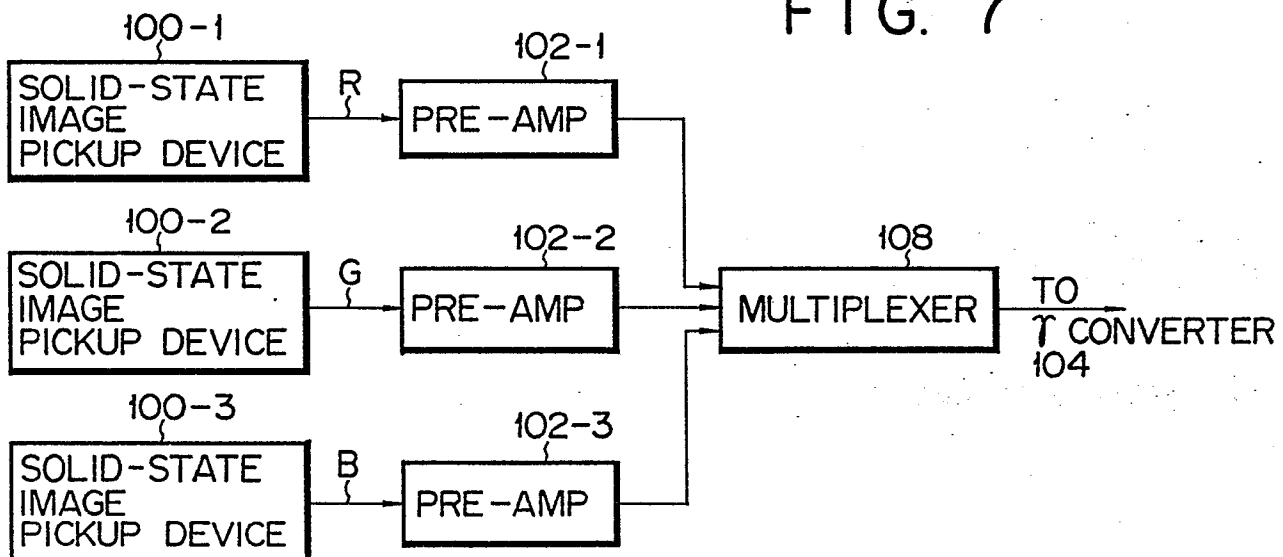 FIG. 7
100-1
SOLID-STATE
IMAGE
PICKUP DEVICE
R
102-1
PRE-AMP
100-2
SOLID-STATE
IMAGE
PICKUP DEVICE
G
102-2
PRE-AMP
108
MULTIPLEXER
TO
γ CONVERTER
104
100-3
SOLID-STATE
IMAGE
PICKUP DEVICE
B
102-3
PRE-AMP